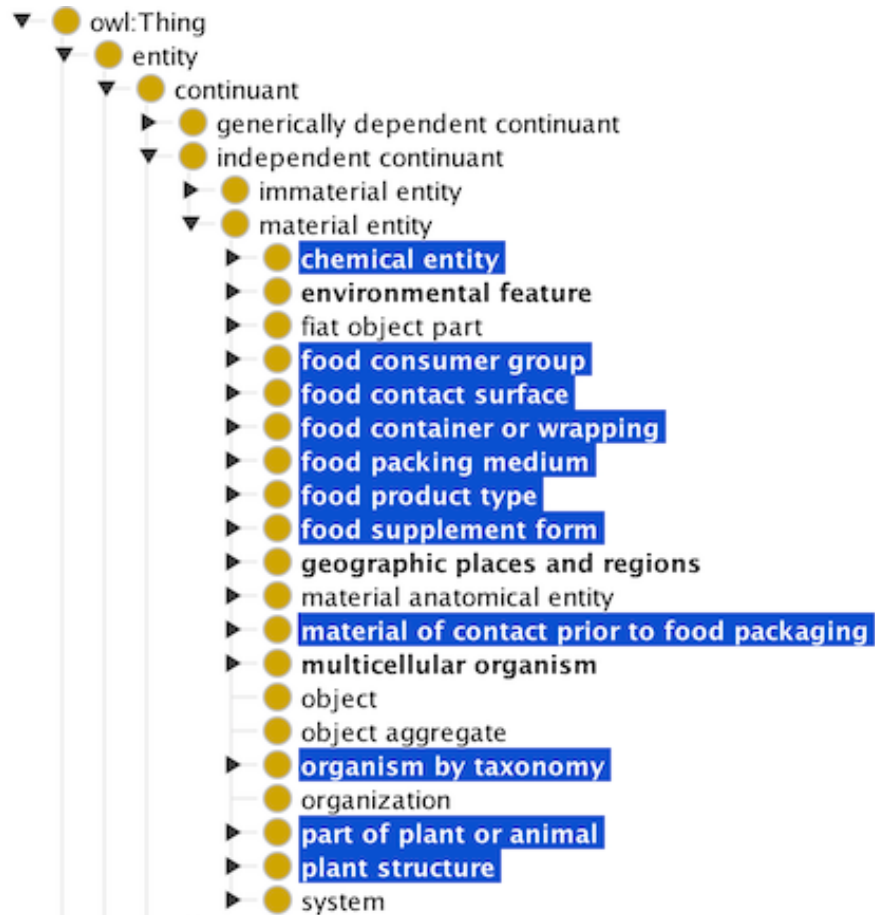 owl:Thing
entity
continuant
generically dependent continuant
independent continuant
immaterial entity
material entity
chemical entity
environmental feature
fiat object part
food consumer group
food contact surface
food container or wrapping
food packing medium
food product type
food supplement form
geographic places and regions
material anatomical entity
material of contact prior to food packaging
multicellular organism
object
object aggregate
organism by taxonomy
organization
part of plant or animal
plant structure
system